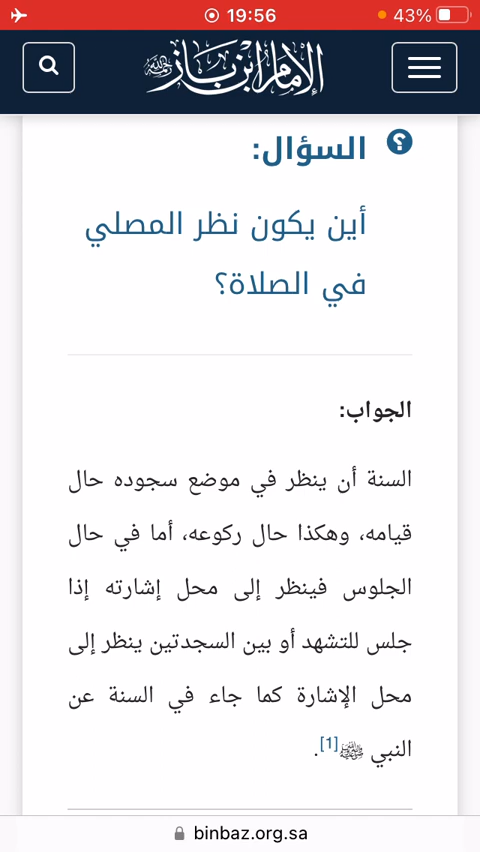 19:56
43%
الإمام ابن باز رحمه الله
السؤال:
أين يكون نظر المصلي
في الصلاة؟
الجواب:
السنة أن ينظر في موضع سجوده حال
قيامه، وهكذا حال ركوعه، أما في حال
الجلوس فينظر إلى محل إشارته إذا
جلس للتشهد أو بين السجدتين ينظر إلى
محل الإشارة كما جاء في السنة عن
النبي ﷺ[1].
binbaz.org.sa